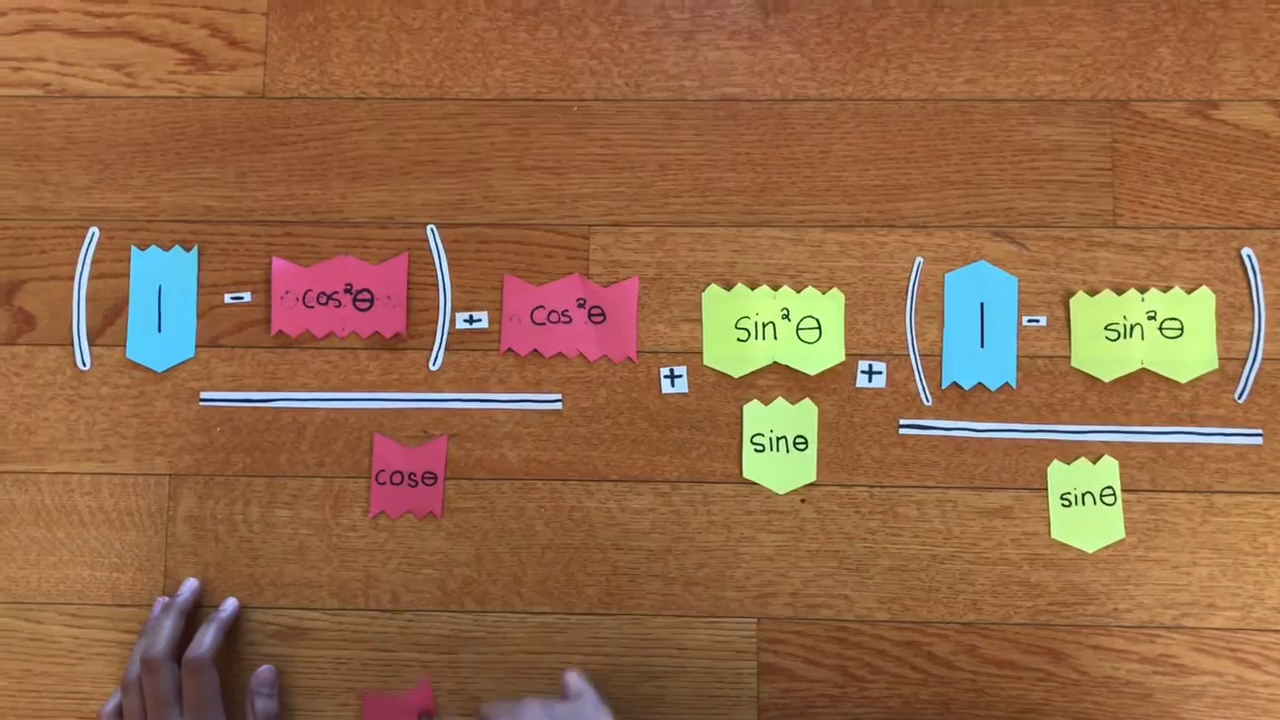 ( 1 - cos²θ ) + Cos²θ + Sin²θ + ( 1 - sin²θ )
cosθ sinθ sinθ